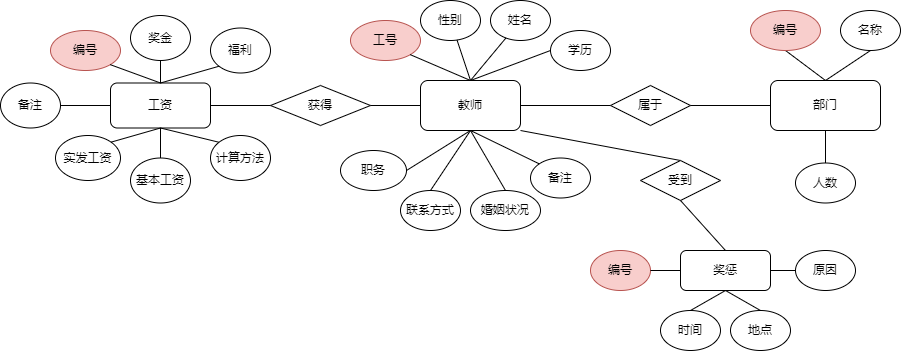 编号
奖金
福利
备注
工资
实发工资
基本工资
计算方法
获得
工号
性别
姓名
学历
教师
职务
联系方式
婚姻状况
备注
属于
编号
名称
部门
人数
受到
编号
奖惩
原因
时间
地点